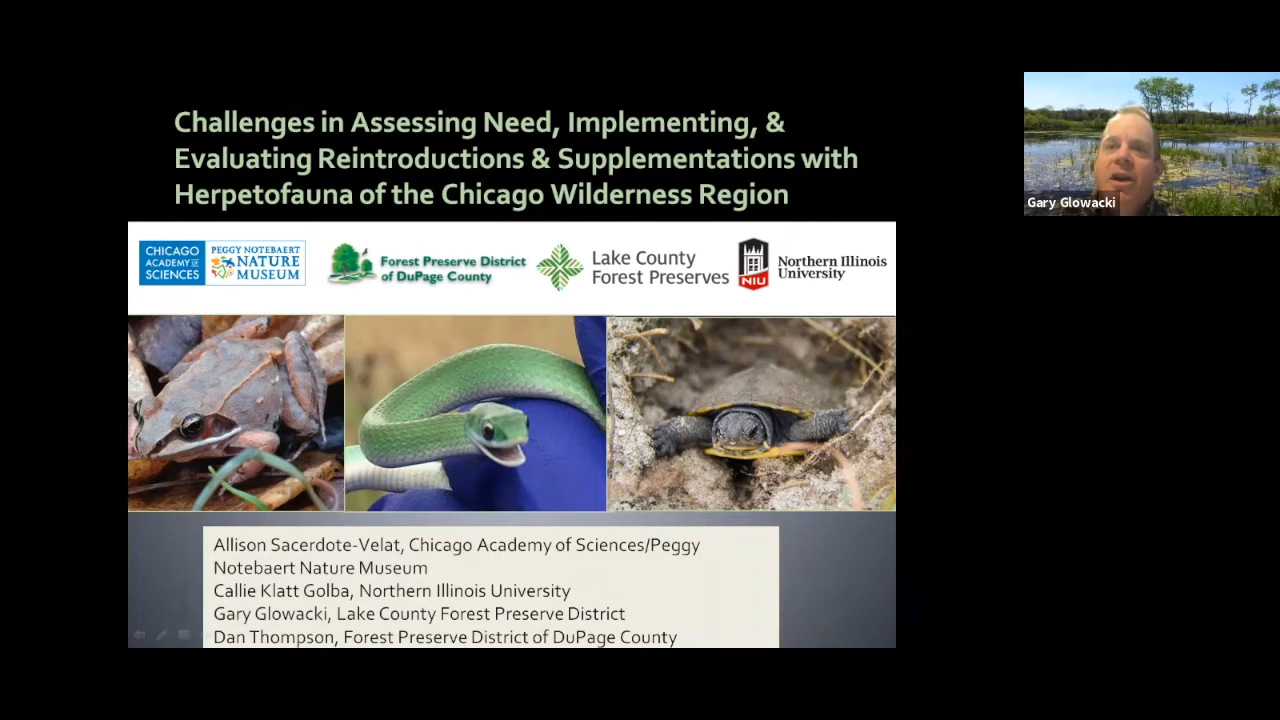 Challenges in Assessing Need, Implementing, &
Evaluating Reintroductions & Supplementations with
Herpetofauna of the Chicago Wilderness Region
Gary Glowacki
CHICAGO
ACADEMY OF
SCIENCES
PEGGY NOTEBAERT
NATURE
MUSEUM
Forest Preserve District
of DuPage County
Lake County
Forest Preserves
NIU
Northern Illinois
University
Allison Sacerdote-Velat, Chicago Academy of Sciences/Peggy
Notebaert Nature Museum
Callie Klatt Golba, Northern Illinois University
Gary Glowacki, Lake County Forest Preserve District
Dan Thompson, Forest Preserve District of DuPage County